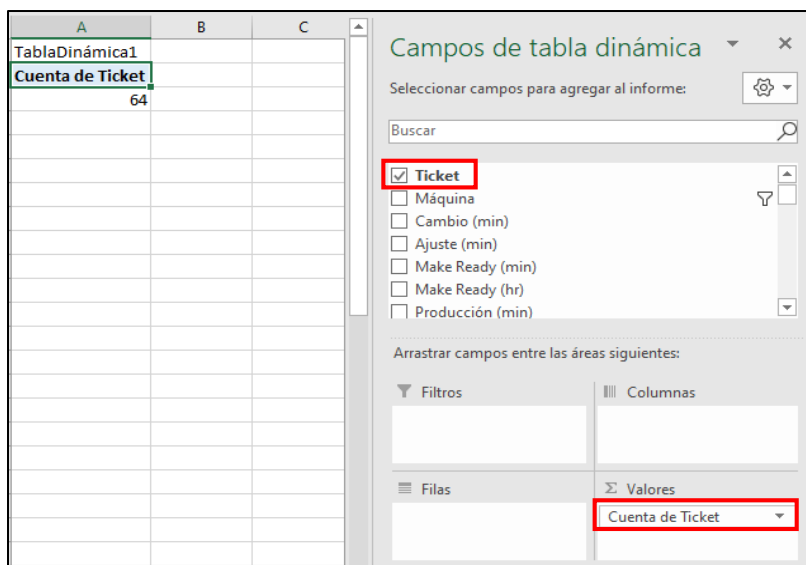 A B C
TablaDinámica1
Cuenta de Ticket
64
Campos de tabla dinámica
Seleccionar campos para agregar al informe:
Buscar
Ticket
Máquina
Cambio (min)
Ajuste (min)
Make Ready (min)
Make Ready (hr)
Producción (min)
Arrastrar campos entre las áreas siguientes:
Filtros
Columnas
Filas
Σ Valores
Cuenta de Ticket